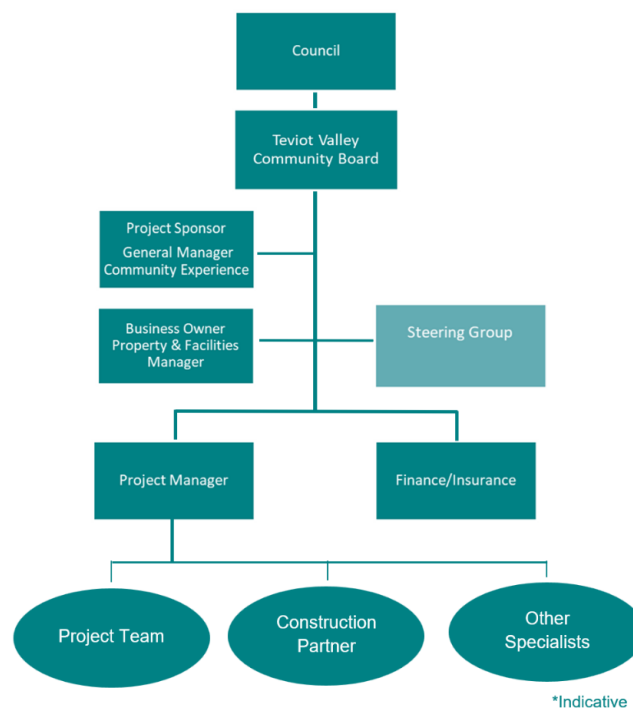 Council
Teviot Valley
Community Board
Project Sponsor
General Manager
Community Experience
Business Owner
Property & Facilities
Manager
Steering Group
Project Manager
Finance/Insurance
Project Team
Construction
Partner
Other
Specialists
*Indicative